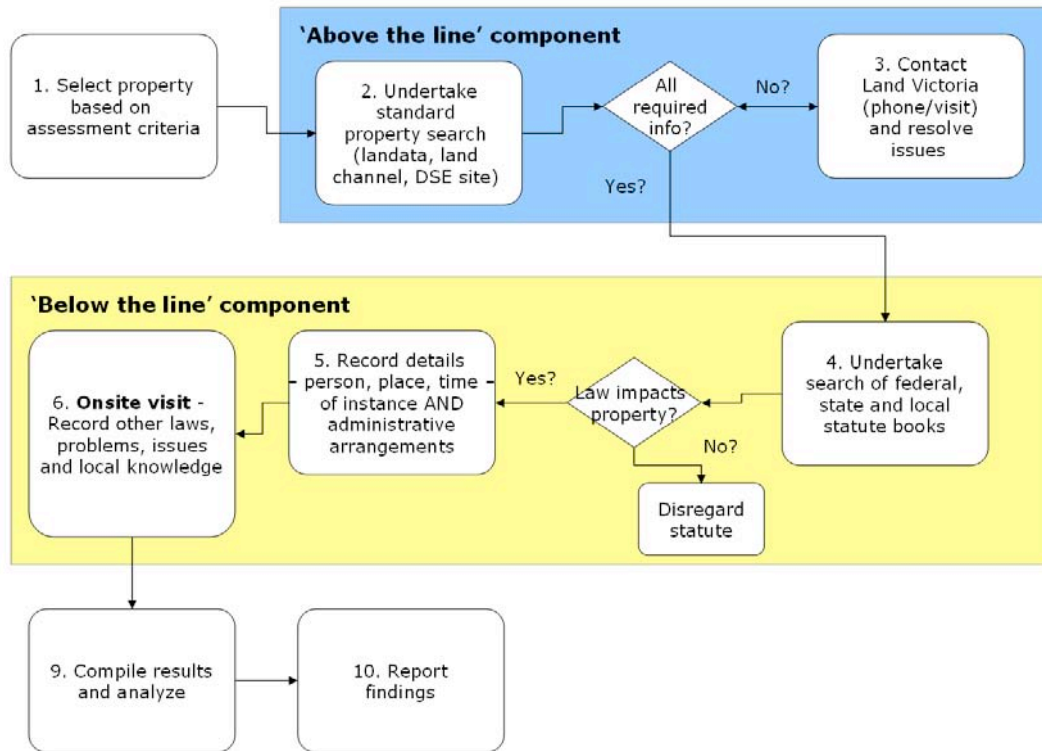 ‘Above the line’ component
1. Select property
based on
assessment criteria
2. Undertake
standard
property search
(landata, land
channel, DSE site)
All
required
info?
No?
3. Contact
Land Victoria
(phone/visit)
and resolve
issues
Yes?
‘Below the line’ component
4. Undertake
search of federal,
state and local
statute books
Law impacts
property?
Yes?
No?
Disregard
statute
5. Record details
person, place, time
of instance AND
administrative
arrangements
6. Onsite visit -
Record other laws,
problems, issues
and local knowledge
9. Compile results
and analyze
10. Report
findings